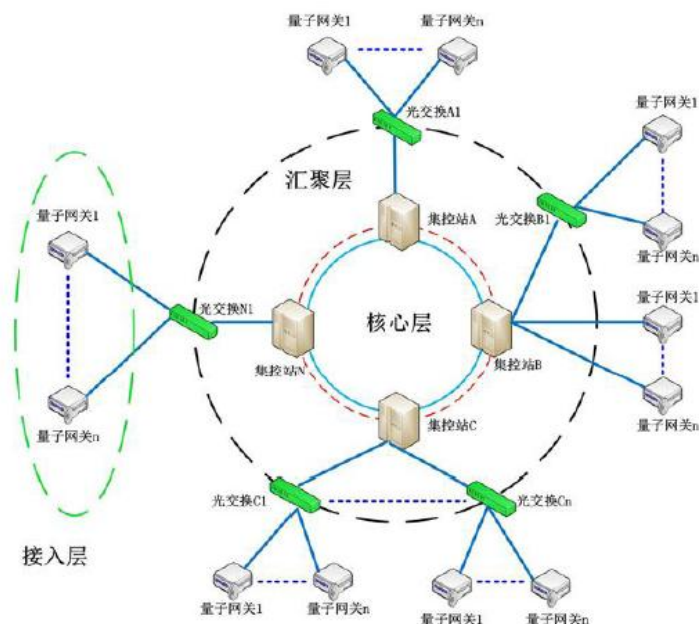 量子网关1
量子网关n
光交换A1
量子网关1
汇聚层
集控站A
光交换B1
量子网关1
量子网关n
光交换N1
核心层
量子网关1
集控站N
集控站B
量子网关n
量子网关n
集控站C
光交换C1
光交换Cn
接入层
量子网关1
量子网关n
量子网关1
量子网关n